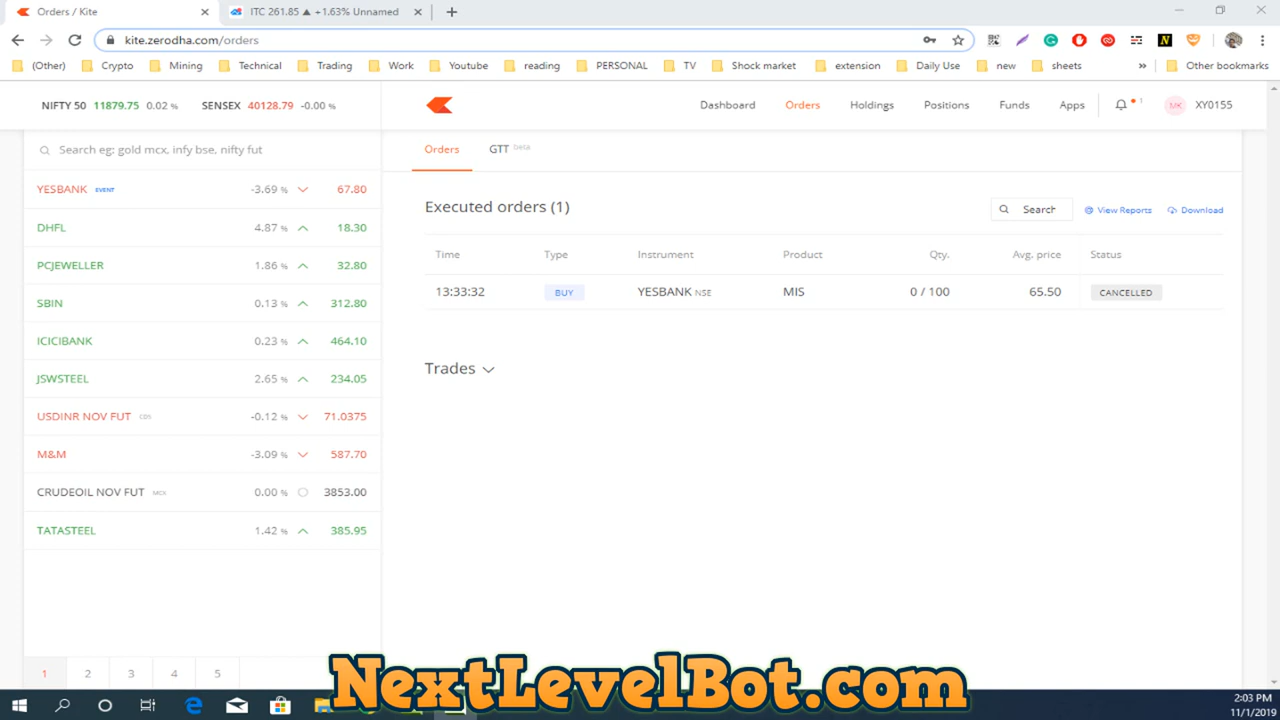 Orders / Kite
ITC 261.85 ▲ +1.63% Unnamed
kite.zerodha.com/orders
(Other) Crypto Mining Technical Trading Work Youtube reading PERSONAL TV Shock market extension Daily Use new sheets » Other bookmarks
NIFTY 50 11879.75 0.02 % SENSEX 40128.79 -0.00 %
Dashboard Orders Holdings Positions Funds Apps 1 MK XY0155
Search eg: gold mcx, infy bse, nifty fut
Orders GTT beta
YESBANK EVENT -3.69 % 67.80
DHFL 4.87 % 18.30
PCJEWELLER 1.86 % 32.80
SBIN 0.13 % 312.80
ICICIBANK 0.23 % 464.10
JSWSTEEL 2.65 % 234.05
USDINR NOV FUT CDS -0.12 % 71.0375
M&M -3.09 % 587.70
CRUDEOIL NOV FUT MCX 0.00 % 3853.00
TATASTEEL 1.42 % 385.95
1 2 3 4 5
Executed orders (1) Search View Reports Download
Time Type Instrument Product Qty. Avg. price Status
13:33:32 BUY YESBANK NSE MIS 0 / 100 65.50 CANCELLED
Trades
NextLevelBot.com
2:03 PM
11/1/2019